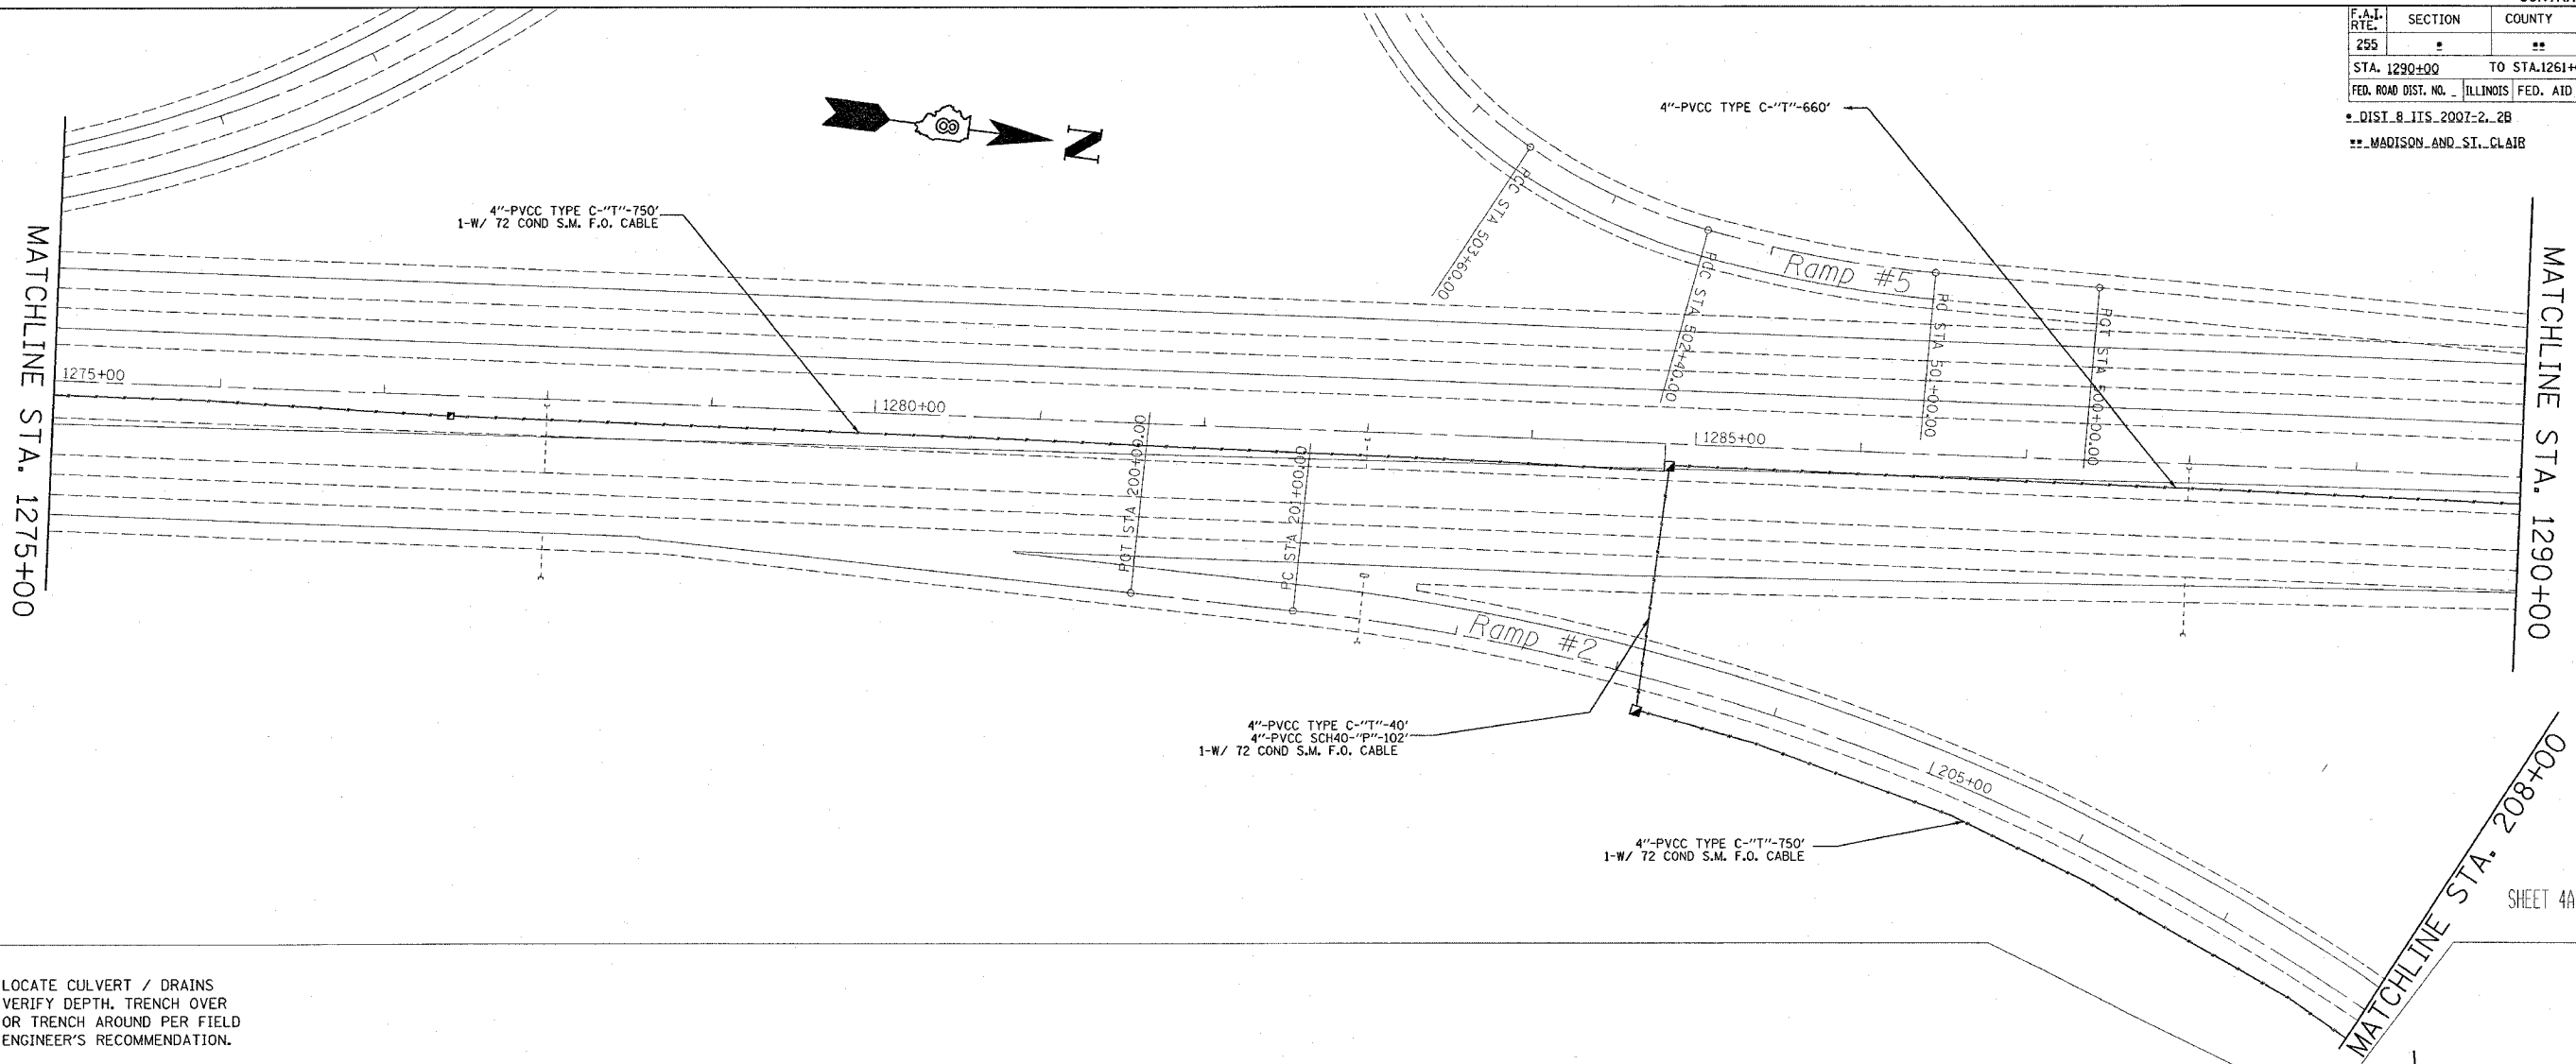 F.A.I. RTE. SECTION COUNTY
255 * **
STA. 1290+00 TO STA.1261+
FED. ROAD DIST. NO. _ ILLINOIS FED. AID
* DIST 8 ITS 2007-2, 2B
** MADISON AND ST. CLAIR
N
4"-PVCC TYPE C-"T"-660'
4"-PVCC TYPE C-"T"-750'
1-W/ 72 COND S.M. F.O. CABLE
MATCHLINE STA. 1275+00
MATCHLINE STA. 1290+00
PCC STA 503+60.00
PCC STA 502+40.00
Ramp #5
PC STA 501+00.00
POT STA 500+00.00
1275+00
1280+00
1285+00
POT STA 200+00.00
PC STA 201+00.00
Ramp #2
4"-PVCC TYPE C-"T"-40'
4"-PVCC SCH40-"P"-102'
1-W/ 72 COND S.M. F.O. CABLE
205+00
4"-PVCC TYPE C-"T"-750'
1-W/ 72 COND S.M. F.O. CABLE
MATCHLINE STA. 208+00
SHEET 4A
LOCATE CULVERT / DRAINS
VERIFY DEPTH. TRENCH OVER
OR TRENCH AROUND PER FIELD
ENGINEER'S RECOMMENDATION.